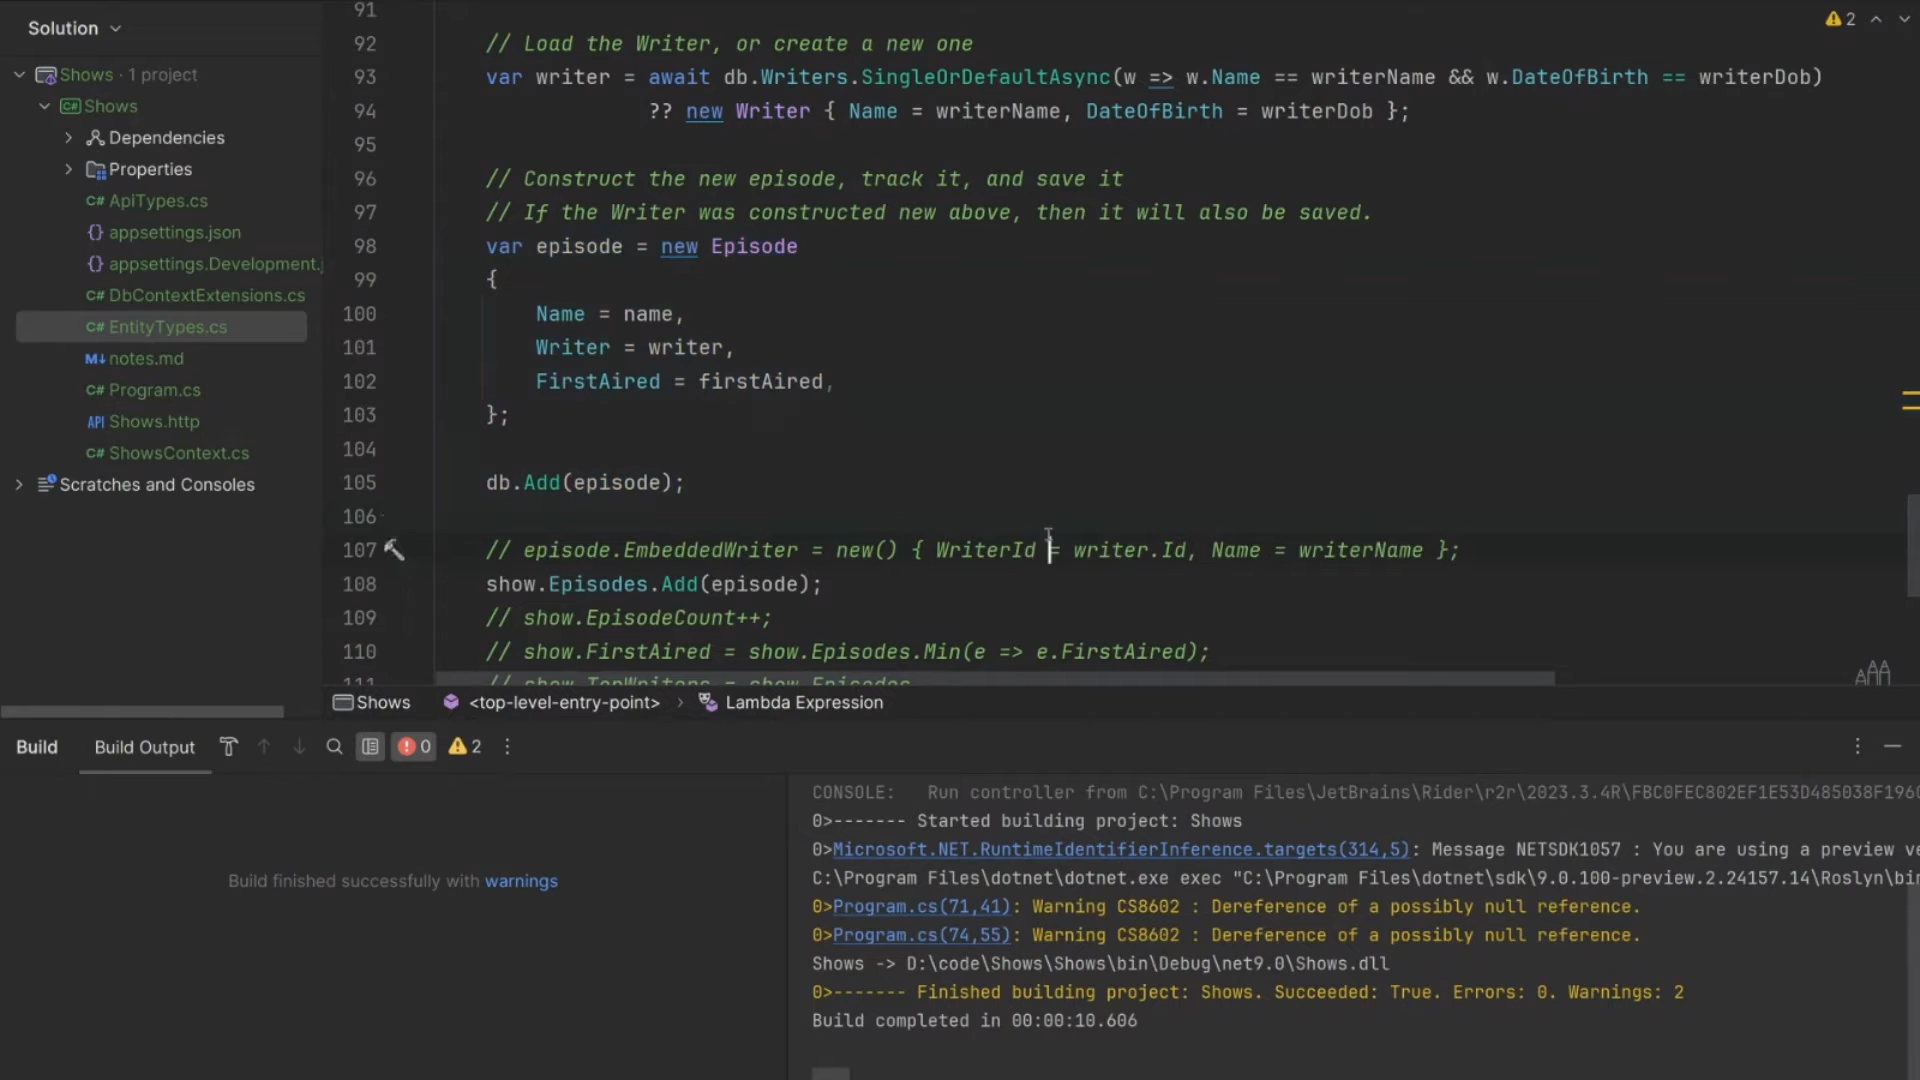 Solution
Shows · 1 project
Shows
Dependencies
Properties
C# ApiTypes.cs
{} appsettings.json
{} appsettings.Development.j
C# DbContextExtensions.cs
C# EntityTypes.cs
M↓ notes.md
C# Program.cs
API Shows.http
C# ShowsContext.cs
Scratches and Consoles
2
91
92 // Load the Writer, or create a new one
93 var writer = await db.Writers.SingleOrDefaultAsync(w => w.Name == writerName && w.DateOfBirth == writerDob)
94 ?? new Writer { Name = writerName, DateOfBirth = writerDob };
95
96 // Construct the new episode, track it, and save it
97 // If the Writer was constructed new above, then it will also be saved.
98 var episode = new Episode
99 {
100 Name = name,
101 Writer = writer,
102 FirstAired = firstAired,
103 };
104
105 db.Add(episode);
106
107 // episode.EmbeddedWriter = new() { WriterId = writer.Id, Name = writerName };
108 show.Episodes.Add(episode);
109 // show.EpisodeCount++;
110 // show.FirstAired = show.Episodes.Min(e => e.FirstAired);
111 // show.TopWriters = show.Episodes
Shows <top-level-entry-point> › Lambda Expression
Build Build Output 0 2
Build finished successfully with warnings
CONSOLE: Run controller from C:\Program Files\JetBrains\Rider\r2r\2023.3.4R\FBC0FEC802EF1E53D485038F1960
0>------- Started building project: Shows
0>Microsoft.NET.RuntimeIdentifierInference.targets(314,5): Message NETSDK1057 : You are using a preview ve
C:\Program Files\dotnet\dotnet.exe exec "C:\Program Files\dotnet\sdk\9.0.100-preview.2.24157.14\Roslyn\bin
0>Program.cs(71,41): Warning CS8602 : Dereference of a possibly null reference.
0>Program.cs(74,55): Warning CS8602 : Dereference of a possibly null reference.
Shows -> D:\code\Shows\Shows\bin\Debug\net9.0\Shows.dll
0>------- Finished building project: Shows. Succeeded: True. Errors: 0. Warnings: 2
Build completed in 00:00:10.606